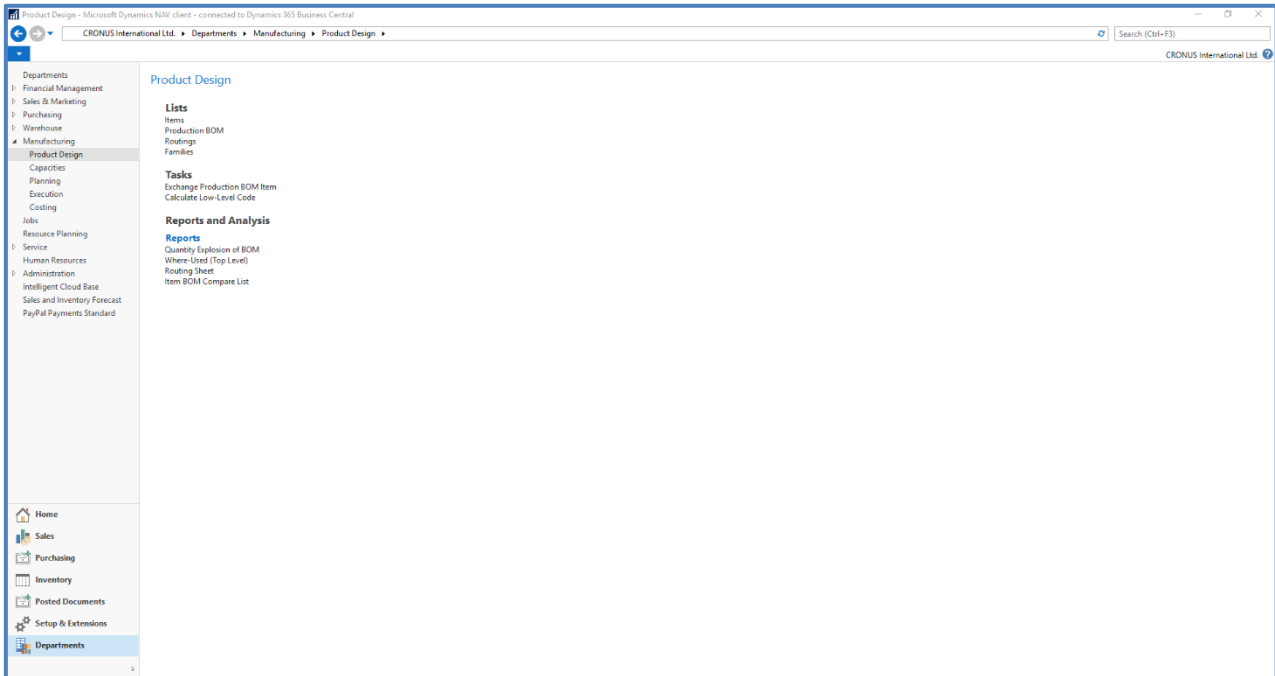 Product Design - Microsoft Dynamics NAV client - connected to Dynamics 365 Business Central
CRONUS International Ltd. ▸ Departments ▸ Manufacturing ▸ Product Design ▸
Search (Ctrl+F3)
CRONUS International Ltd.
Departments
Financial Management
Sales & Marketing
Purchasing
Warehouse
Manufacturing
Product Design
Capacities
Planning
Execution
Costing
Jobs
Resource Planning
Service
Human Resources
Administration
Intelligent Cloud Base
Sales and Inventory Forecast
PayPal Payments Standard
Product Design
Lists
Items
Production BOM
Routings
Families
Tasks
Exchange Production BOM Item
Calculate Low-Level Code
Reports and Analysis
Reports
Quantity Explosion of BOM
Where-Used (Top Level)
Routing Sheet
Item BOM Compare List
Home
Sales
Purchasing
Inventory
Posted Documents
Setup & Extensions
Departments